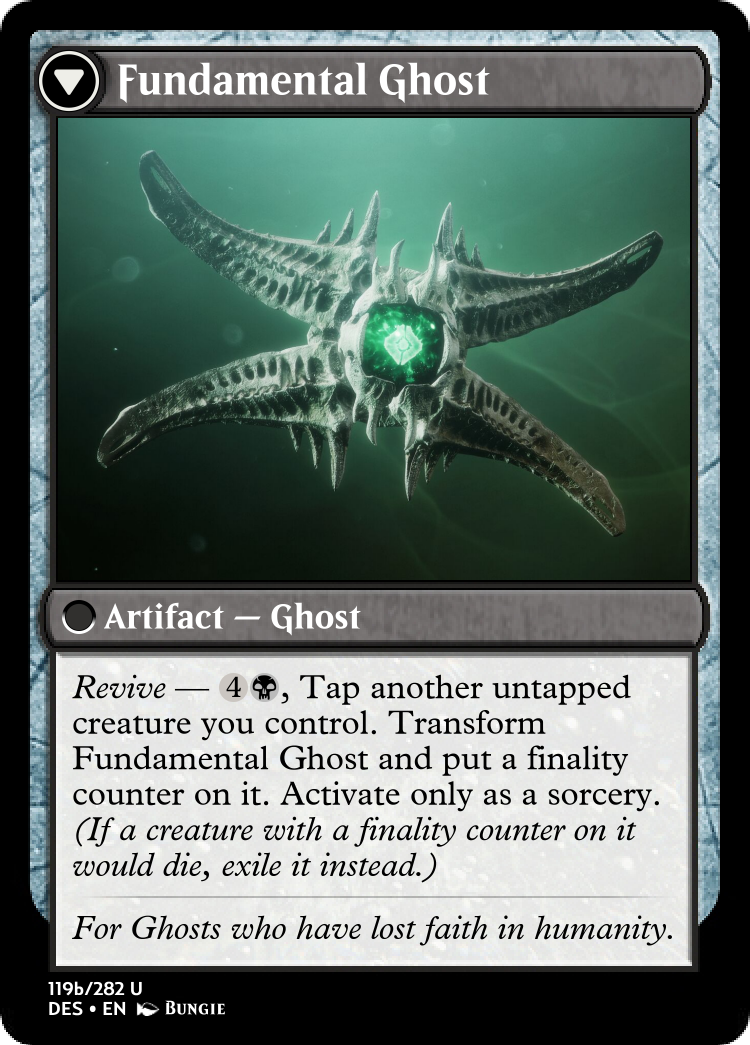 Fundamental Ghost
Artifact — Ghost
Revive — 4, Tap another untapped
creature you control. Transform
Fundamental Ghost and put a finality
counter on it. Activate only as a sorcery.
(If a creature with a finality counter on it
would die, exile it instead.)
For Ghosts who have lost faith in humanity.
119b/282 U
DES • EN Bungie